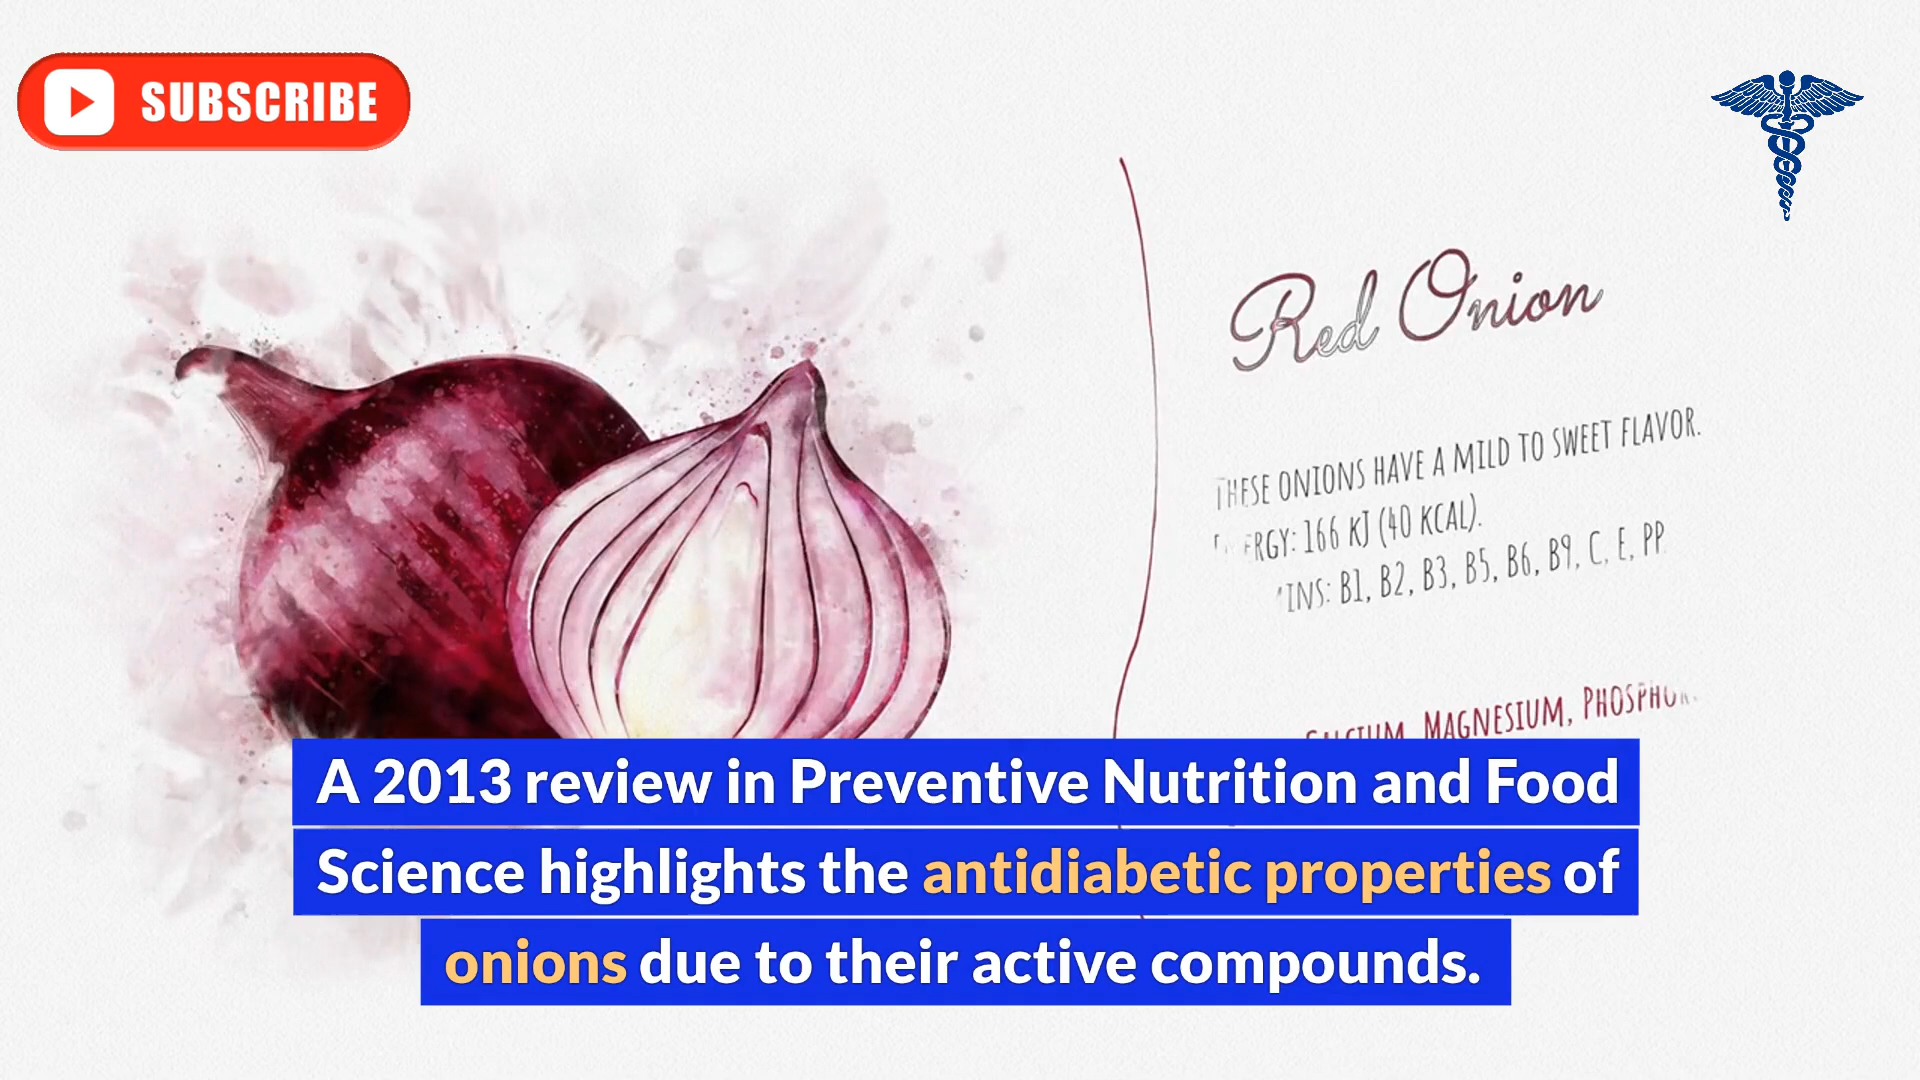 SUBSCRIBE
Red Onion
THESE ONIONS HAVE A MILD TO SWEET FLAVOR.
166 KJ (40 KCAL).
B1, B2, B3, B5, B6, B9, C, E, PP
MAGNESIUM,
A 2013 review in Preventive Nutrition and Food
Science highlights the antidiabetic properties of
onions due to their active compounds.